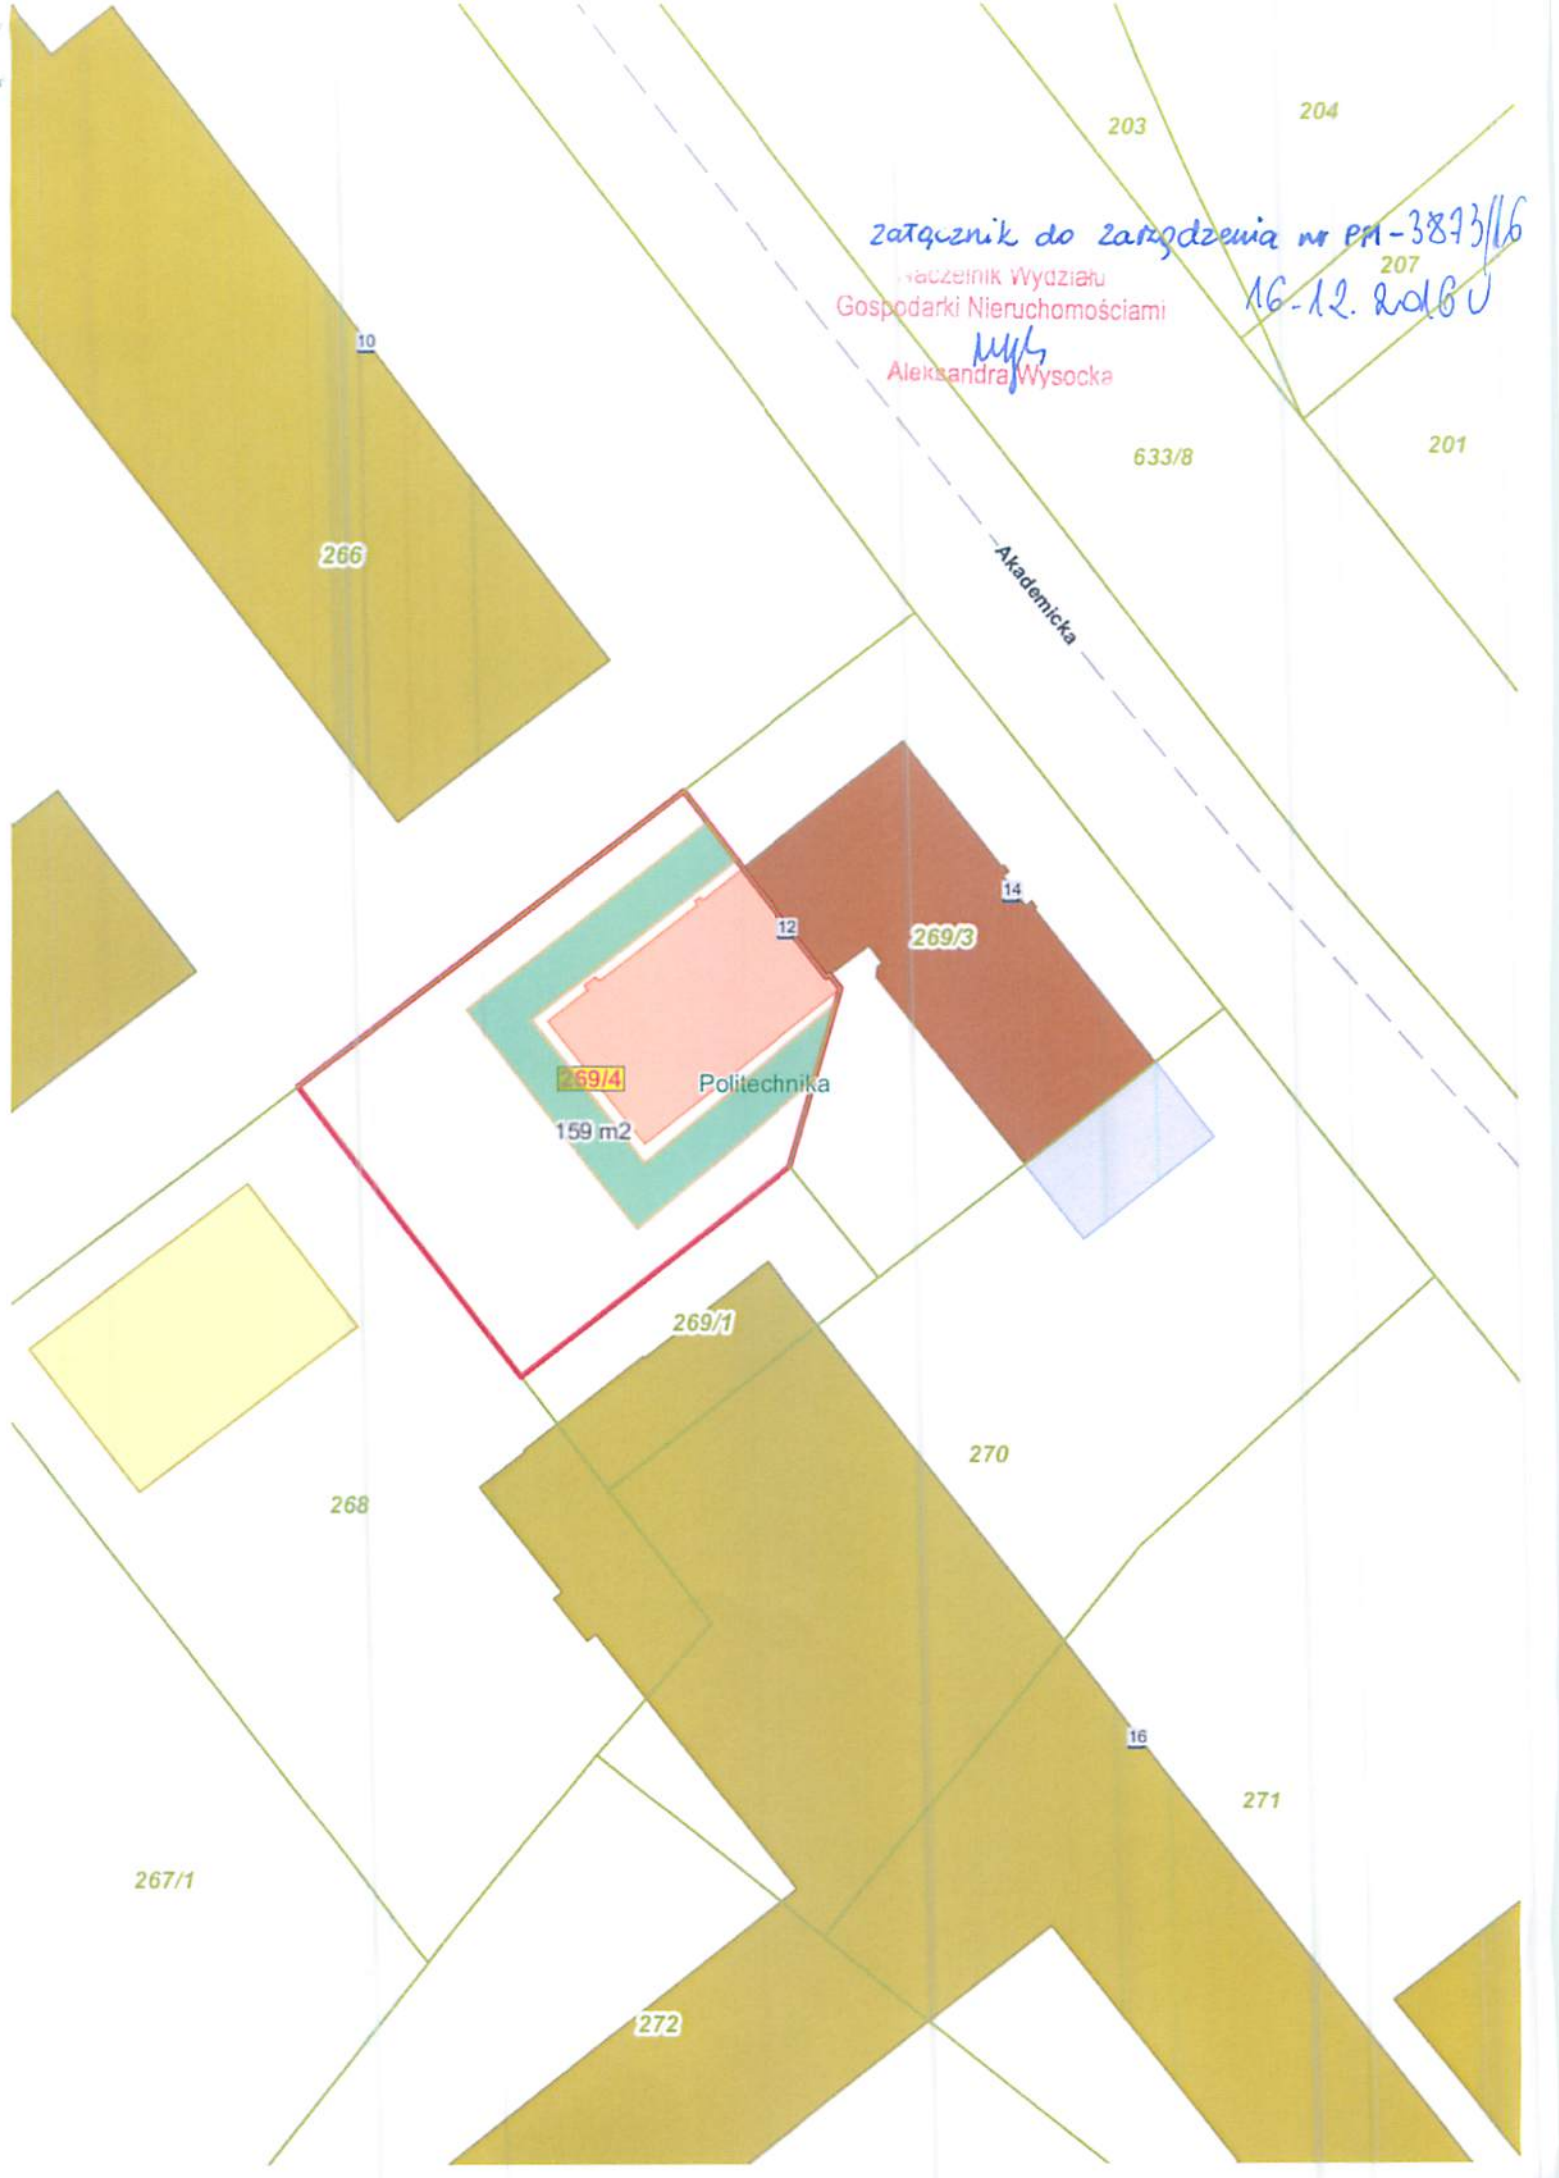 203
204
załącznik do zarządzenia nr PM-3873/16
207
16-12. 2016
Naczelnik Wydziału
Gospodarki Nieruchomościami
Aleksandra Wysocka
10
633/8
201
266
Akademicka
14
12
269/3
269/4
Politechnika
159 m2
269/1
270
268
16
271
267/1
272